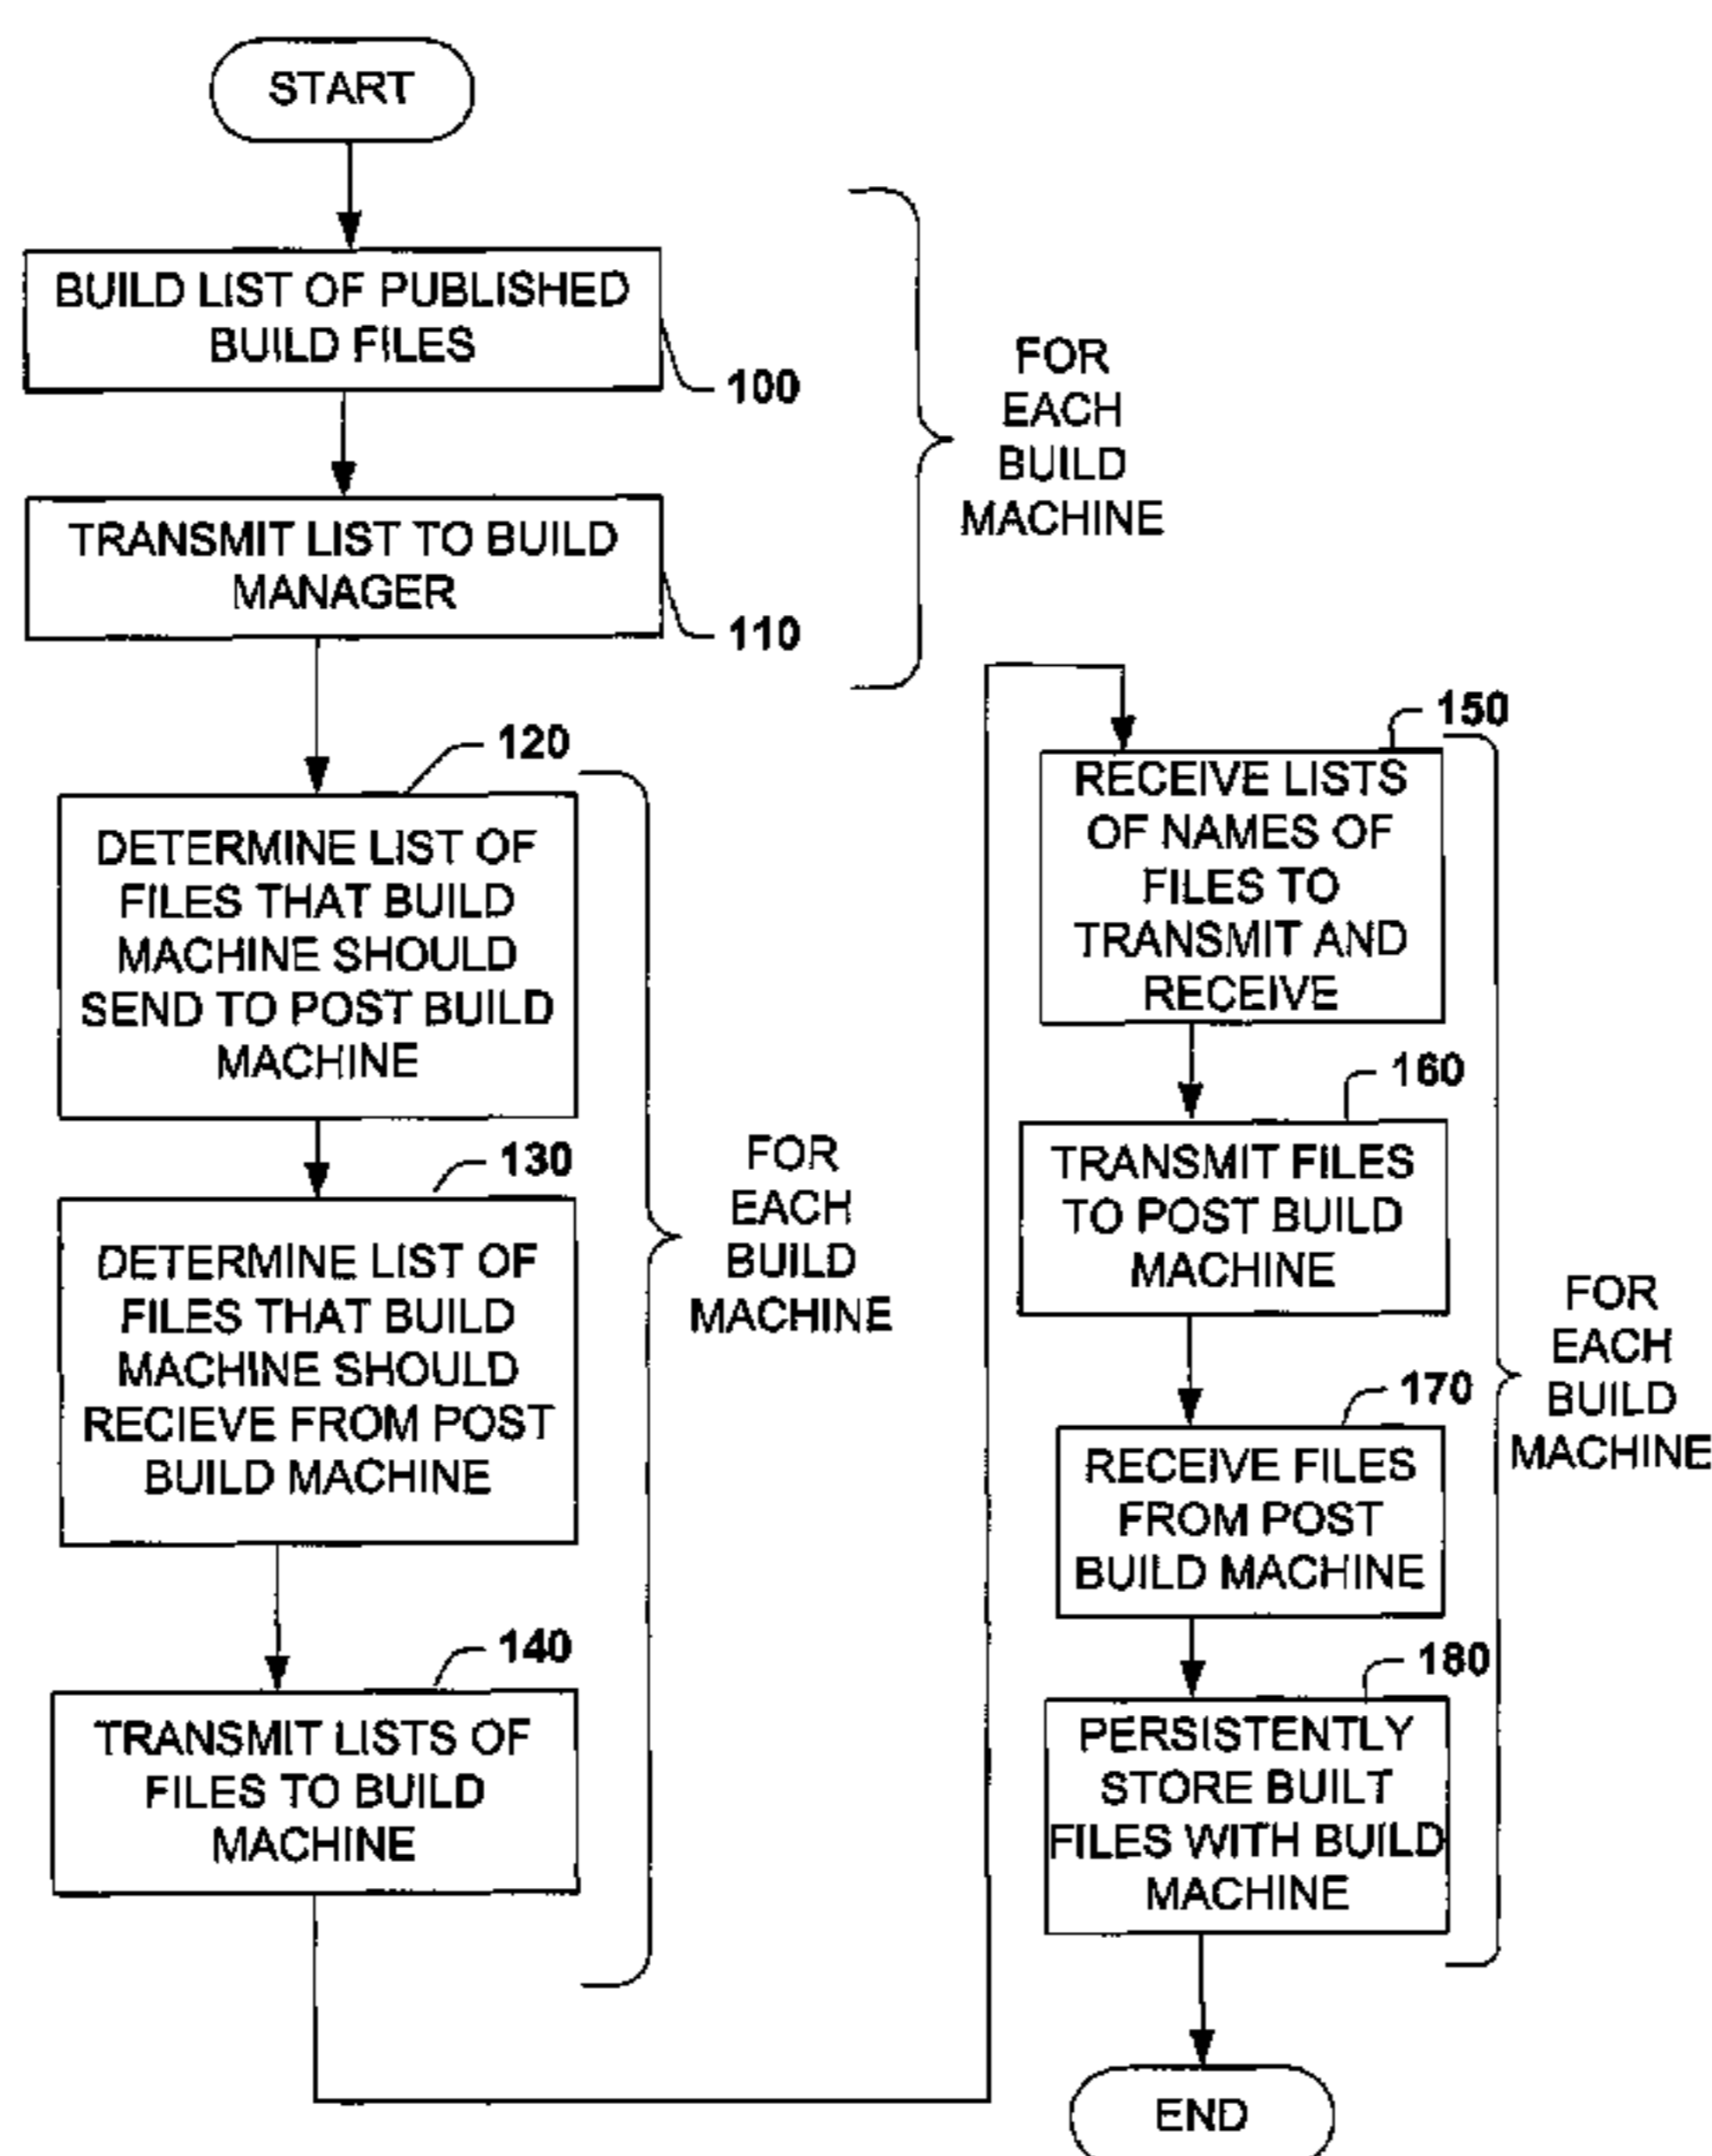 START
BUILD LIST OF PUBLISHED
BUILD FILES
100
TRANSMIT LIST TO BUILD
MANAGER
110
FOR
EACH
BUILD
MACHINE
120
DETERMINE LIST OF
FILES THAT BUILD
MACHINE SHOULD
SEND TO POST BUILD
MACHINE
130
DETERMINE LIST OF
FILES THAT BUILD
MACHINE SHOULD
RECIEVE FROM POST
BUILD MACHINE
140
TRANSMIT LISTS OF
FILES TO BUILD
MACHINE
FOR
EACH
BUILD
MACHINE
150
RECEIVE LISTS
OF NAMES OF
FILES TO
TRANSMIT AND
RECEIVE
160
TRANSMIT FILES
TO POST BUILD
MACHINE
170
RECEIVE FILES
FROM POST
BUILD MACHINE
180
PERSISTENTLY
STORE BUILT
FILES WITH BUILD
MACHINE
FOR
EACH
BUILD
MACHINE
END